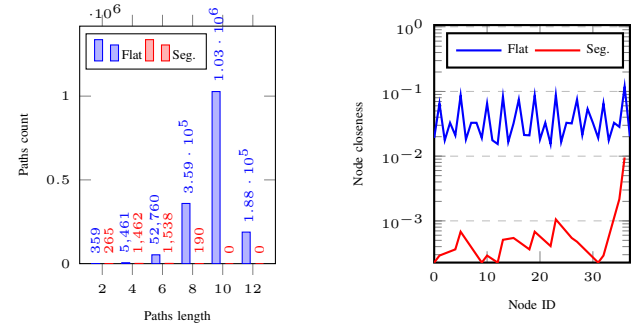 ·10^6
Flat Seg.
1
0.5
0
359
265
5,461
1,462
52,760
1,538
3.59 · 10^5
190
1.03 · 10^6
0
1.88 · 10^5
0
2 4 6 8 10 12
Paths length
Paths count
10^0
10^−1
10^−2
10^−3
Flat Seg.
0 10 20 30
Node ID
Node closeness